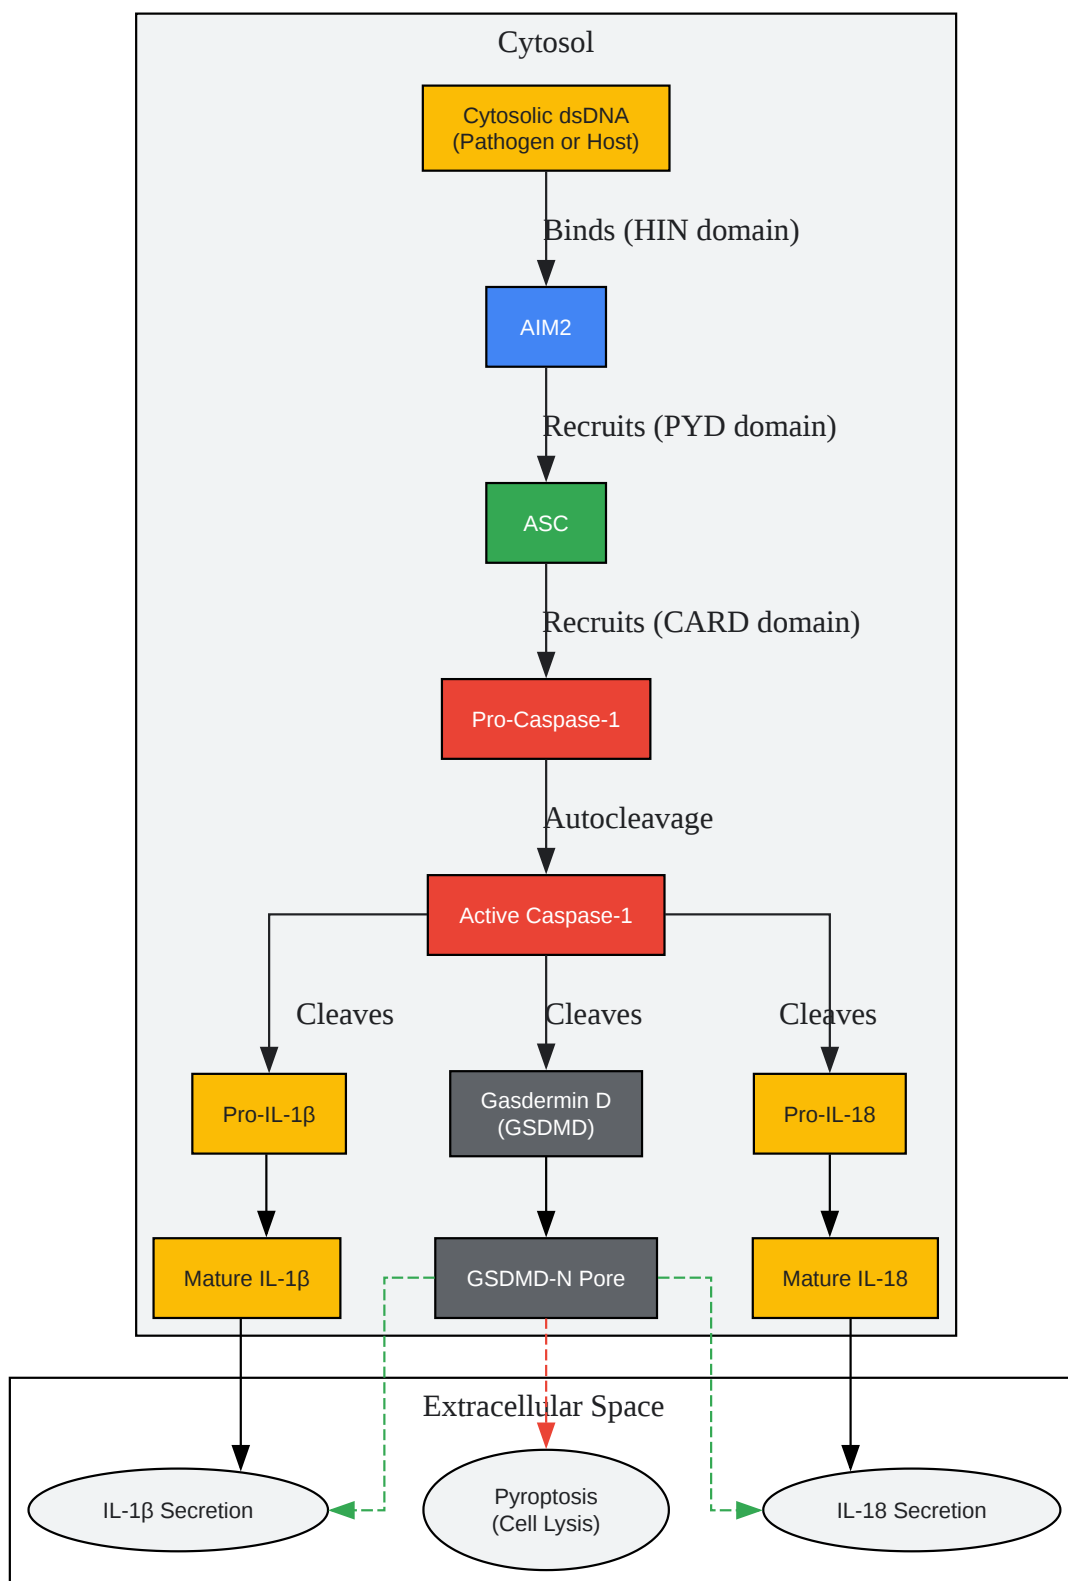 Cytosol
Cytosolic dsDNA
(Pathogen or Host)
Binds (HIN domain)
AIM2
Recruits (PYD domain)
ASC
Recruits (CARD domain)
Pro-Caspase-1
Autocleavage
Active Caspase-1
Cleaves
Cleaves
Cleaves
Pro-IL-1β
Gasdermin D
(GSDMD)
Pro-IL-18
Mature IL-1β
GSDMD-N Pore
Mature IL-18
Extracellular Space
IL-1β Secretion
Pyroptosis
(Cell Lysis)
IL-18 Secretion